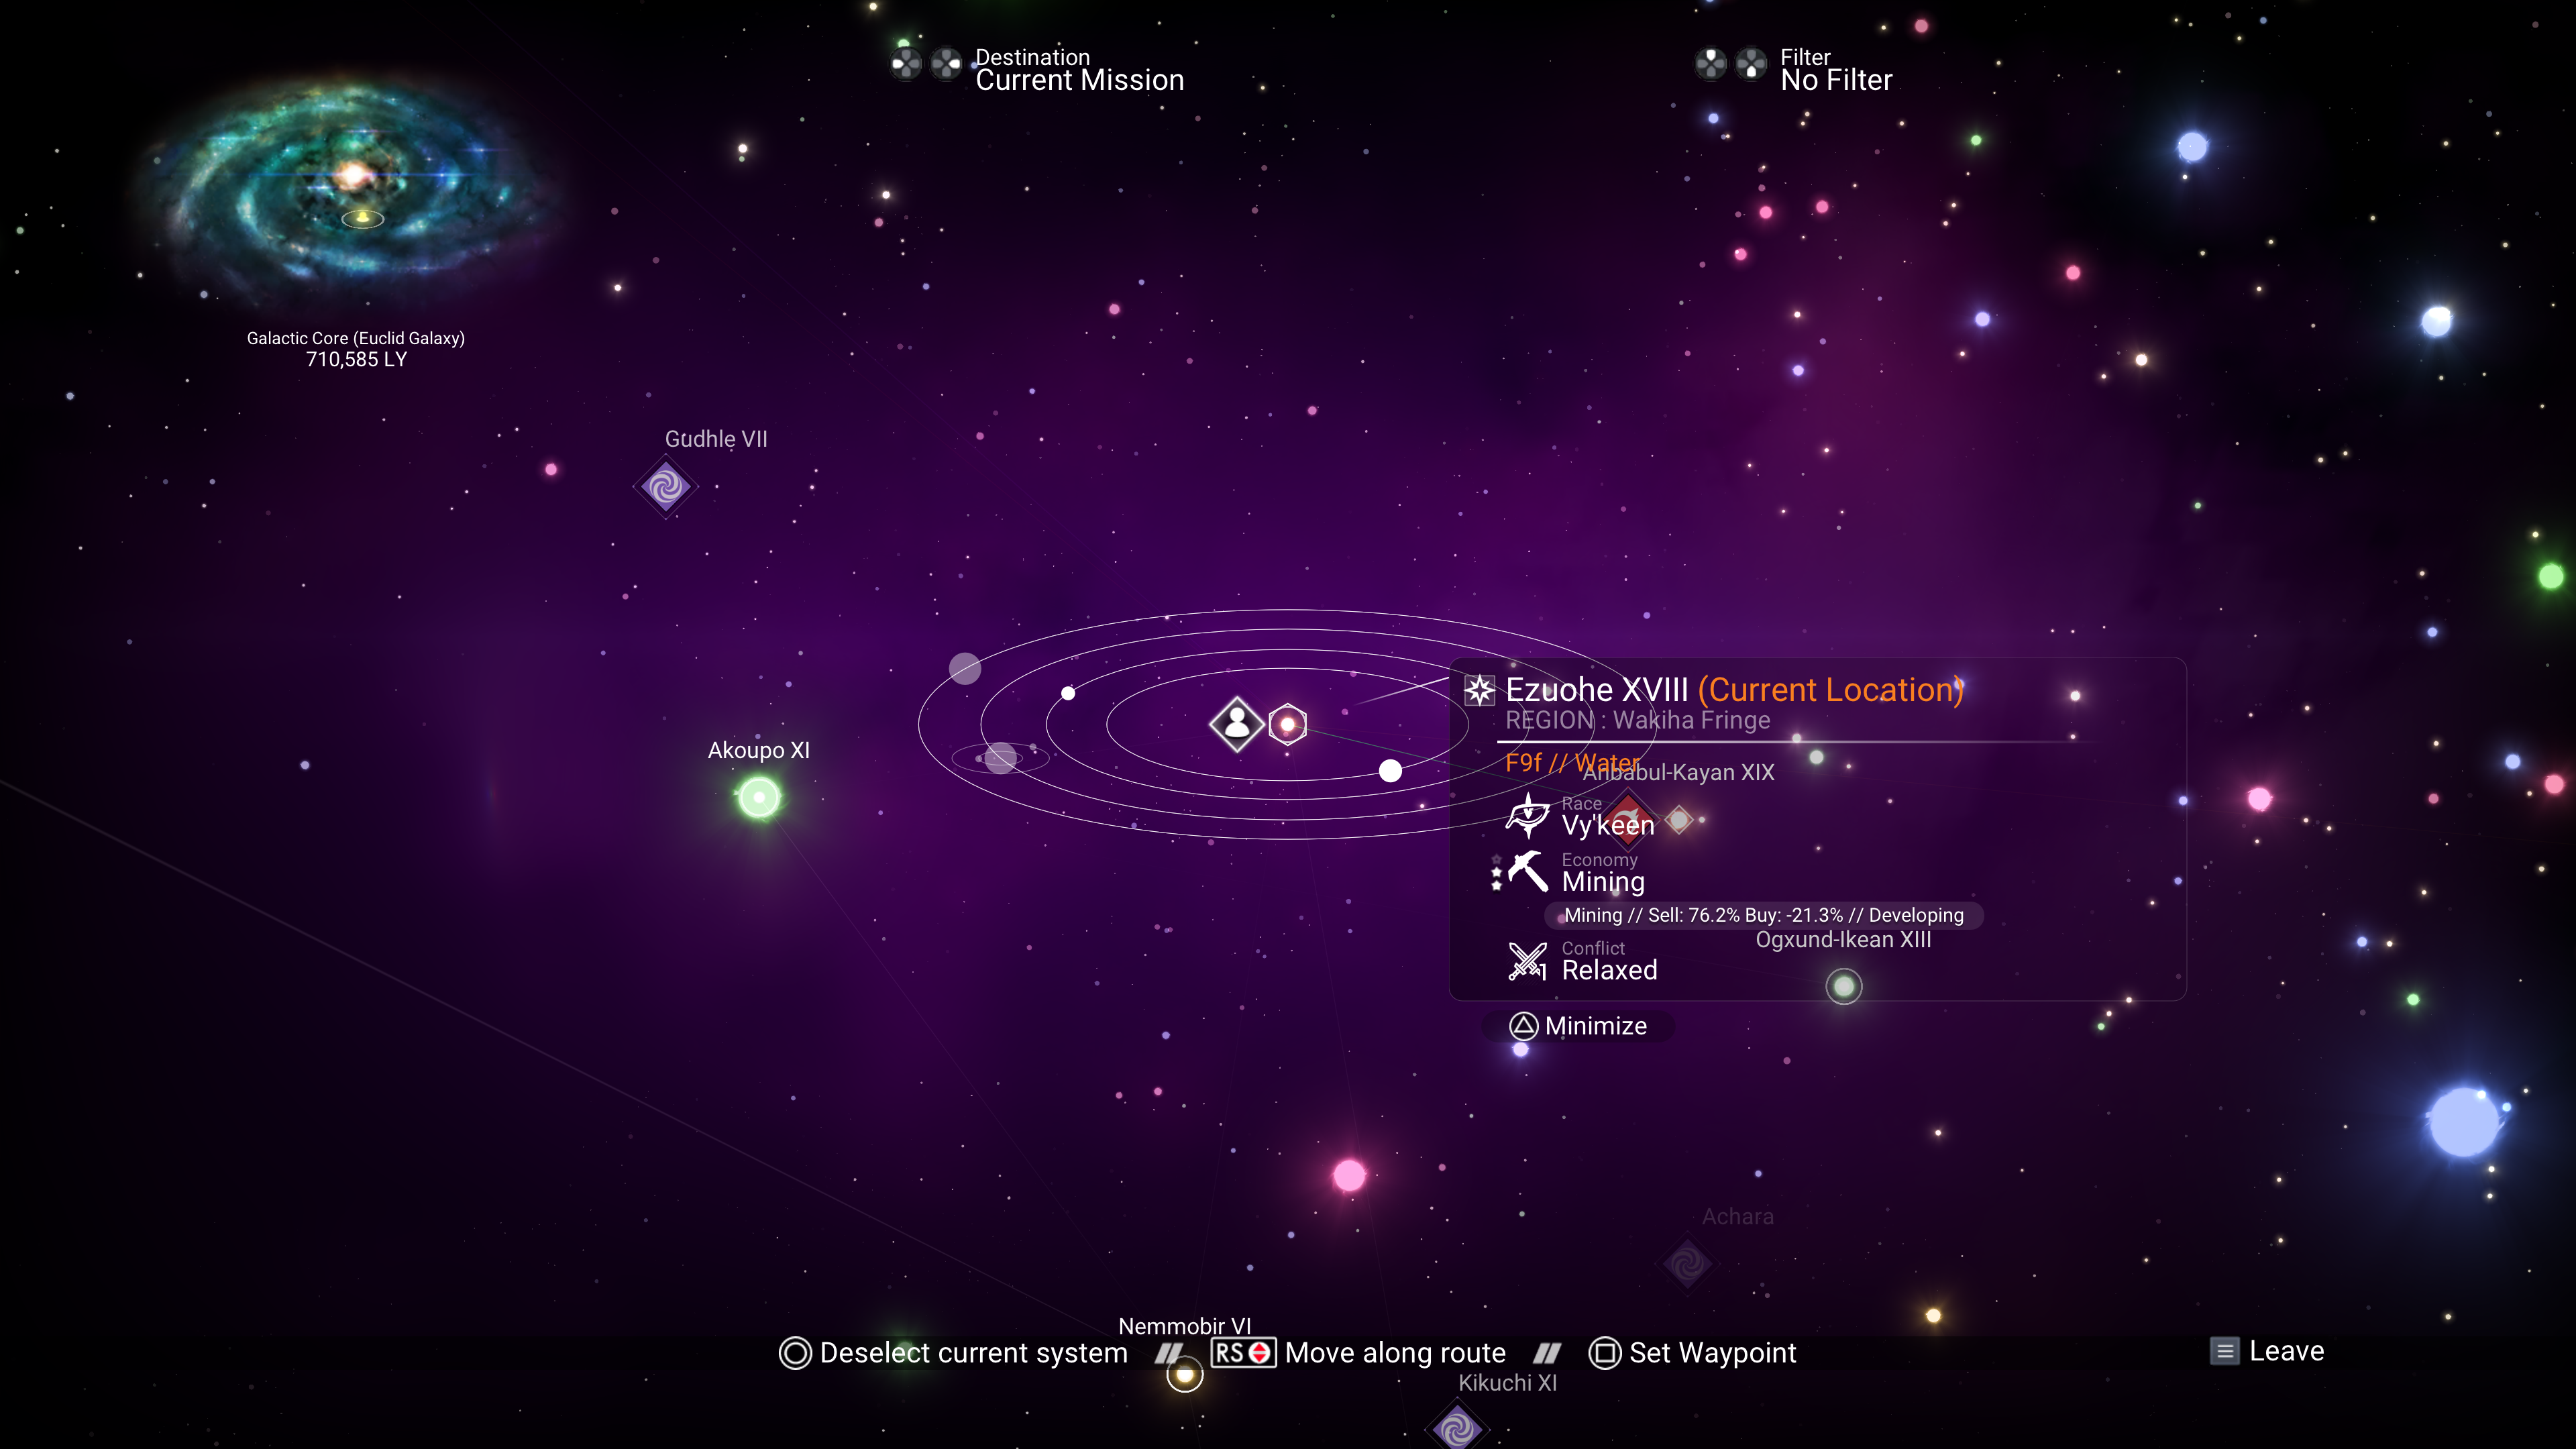 Destination
Current Mission
Filter
No Filter
Galactic Core (Euclid Galaxy)
710,585 LY
Gudhle VII
Akoupo XI
Ezuohe XVIII (Current Location)
REGION : Wakiha Fringe
F9f // Water
Anbabul-Kayan XIX
Race
Vy'keen
Economy
Mining
Mining // Sell: 76.2% Buy: -21.3% // Developing
Ogxund-Ikean XIII
Conflict
Relaxed
Minimize
Achara
Nemmobir VI
Deselect current system // RS Move along route // Set Waypoint
Leave
Kikuchi XI